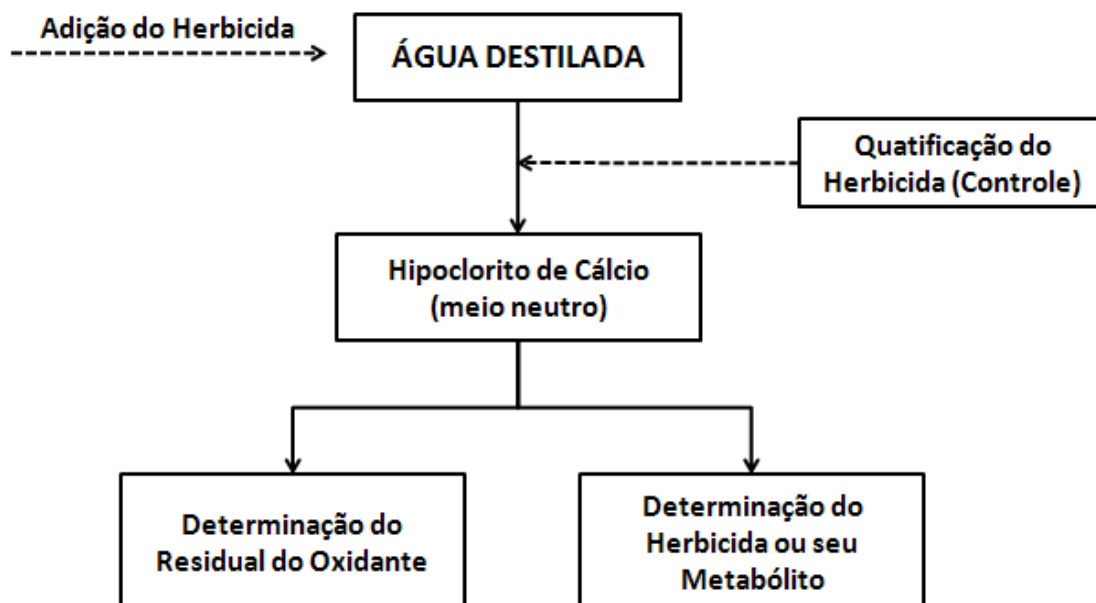 Adição do Herbicida
ÁGUA DESTILADA
Quatificação do
Herbicida (Controle)
Hipoclorito de Cálcio
(meio neutro)
Determinação do
Residual do Oxidante
Determinação do
Herbicida ou seu
Metabólito